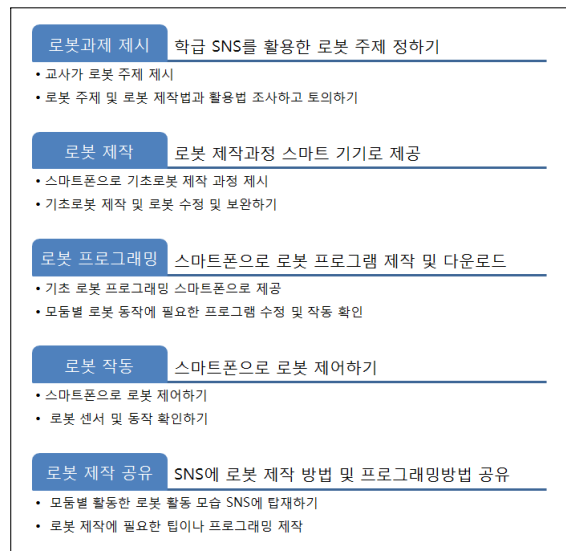 로봇과제 제시 학급 SNS를 활용한 로봇 주제 정하기
• 교사가 로봇 주제 제시
• 로봇 주제 및 로봇 제작법과 활용법 조사하고 토의하기
로봇 제작 로봇 제작과정 스마트 기기로 제공
• 스마트폰으로 기초로봇 제작 과정 제시
• 기초로봇 제작 및 로봇 수정 및 보완하기
로봇 프로그래밍 스마트폰으로 로봇 프로그램 제작 및 다운로드
• 기초 로봇 프로그래밍 스마트폰으로 제공
• 모둠별 로봇 동작에 필요한 프로그램 수정 및 작동 확인
로봇 작동 스마트폰으로 로봇 제어하기
• 스마트폰으로 로봇 제어하기
• 로봇 센서 및 동작 확인하기
로봇 제작 공유 SNS에 로봇 제작 방법 및 프로그래밍방법 공유
• 모둠별 활동한 로봇 활동 모습 SNS에 탑재하기
• 로봇 제작에 필요한 팁이나 프로그래밍 제작